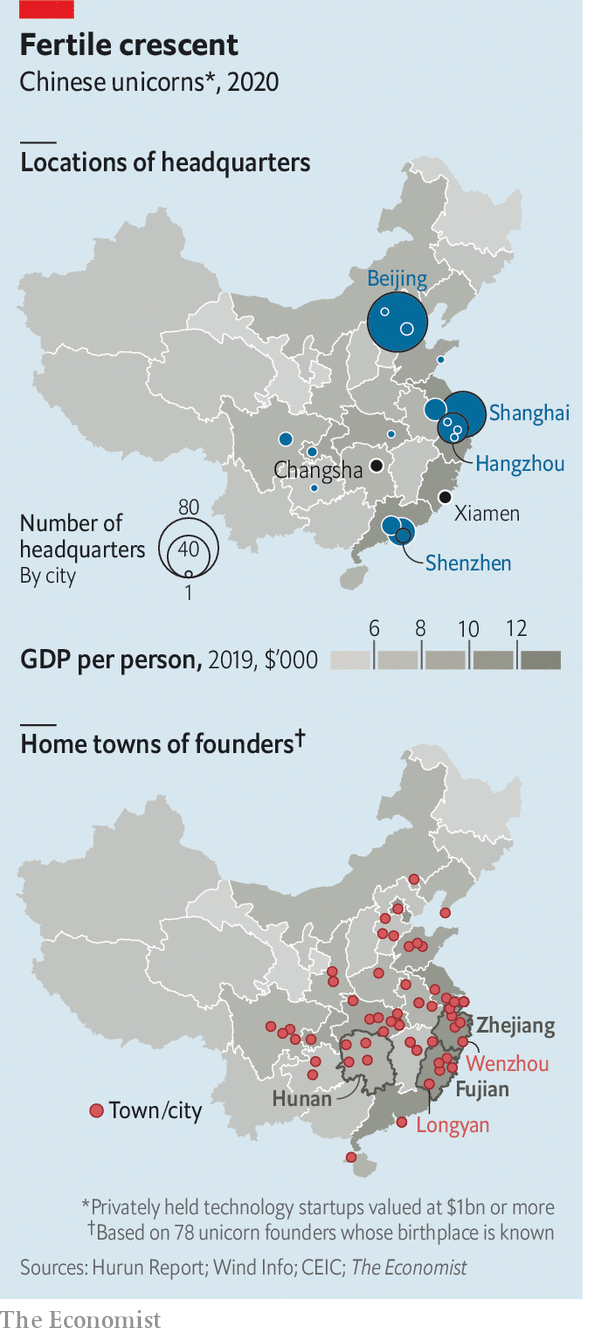 Fertile crescent
Chinese unicorns*, 2020
Locations of headquarters
Beijing
Shanghai
Hangzhou
Changsha
Xiamen
Shenzhen
Number of
headquarters
By city
80
40
1
GDP per person, 2019, $'000
6 8 10 12
Home towns of founders†
Zhejiang
Wenzhou
Fujian
Hunan
Longyan
Town/city
*Privately held technology startups valued at $1bn or more
†Based on 78 unicorn founders whose birthplace is known
Sources: Hurun Report; Wind Info; CEIC; The Economist
The Economist